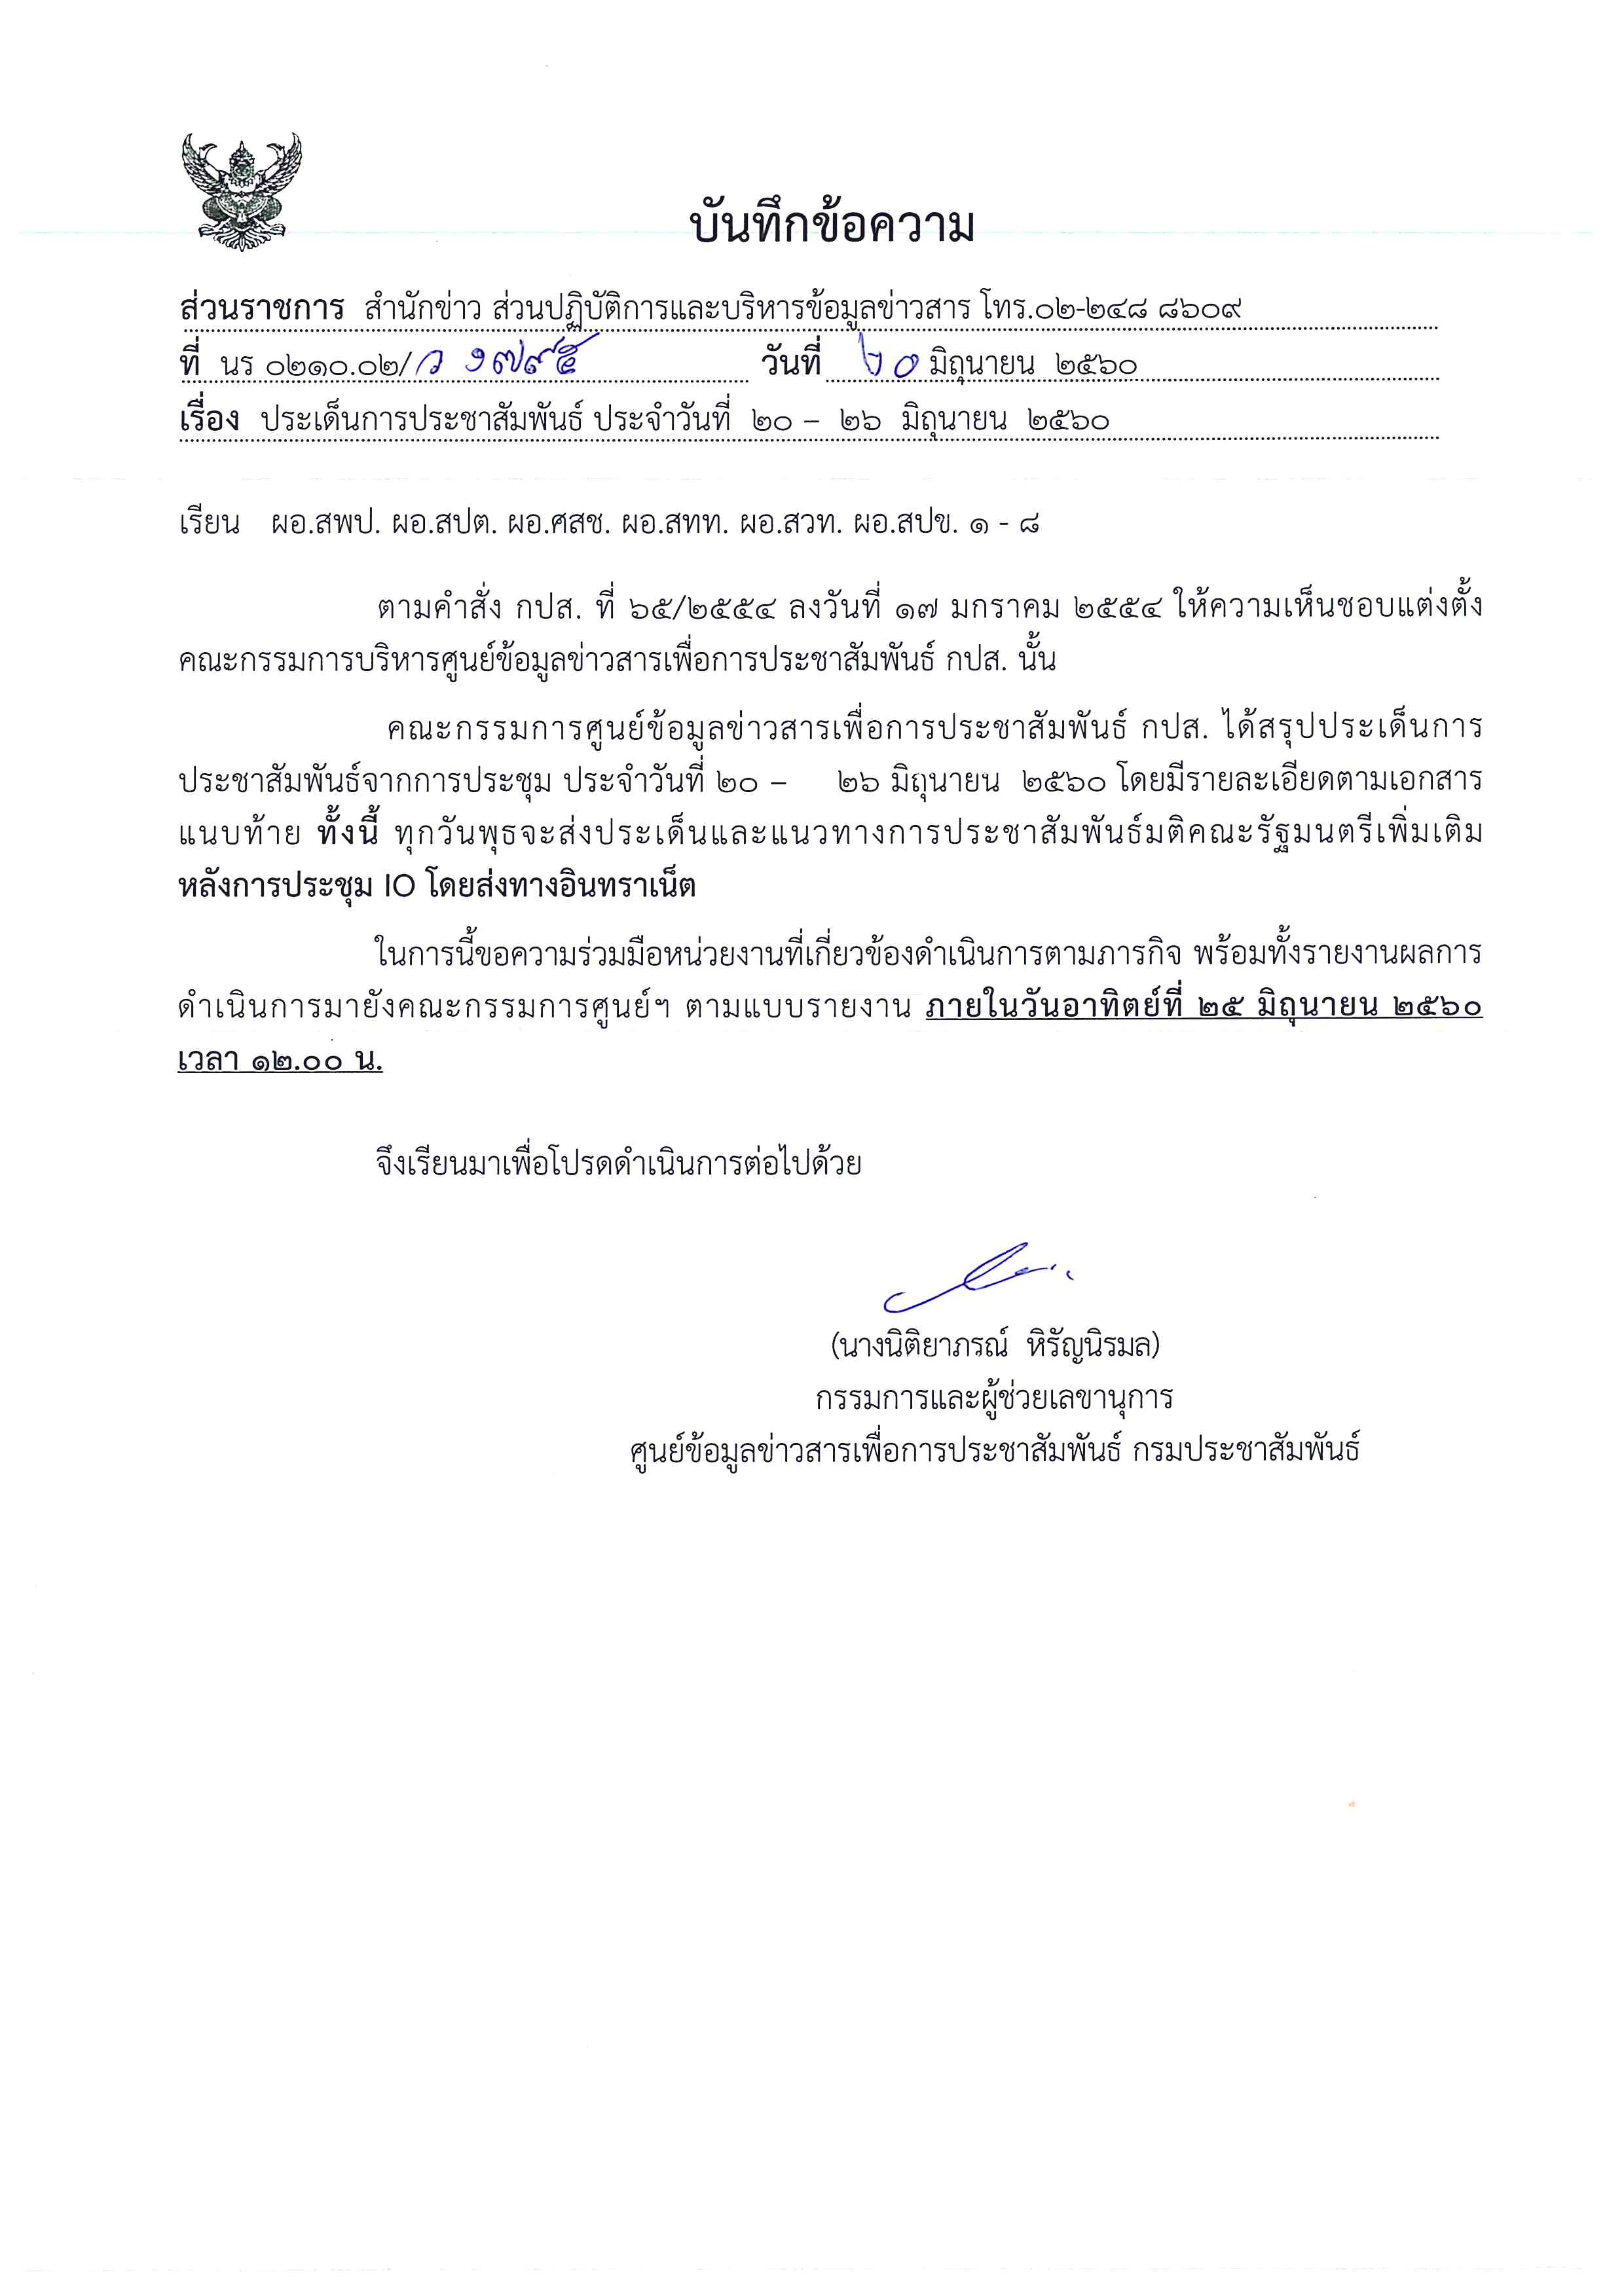 บันทึกข้อความ
ส่วนราชการ สำนักข่าว ส่วนปฏิบัติการและบริหารข้อมูลข่าวสาร โทร.๐๒-๒๔๘ ๘๖๐๙
ที่ นร ๐๒๑๐.๐๒/ว ๑๗๙๕ วันที่ ๒๐ มิถุนายน ๒๕๖๐
เรื่อง ประเด็นการประชาสัมพันธ์ ประจำวันที่ ๒๐ – ๒๖ มิถุนายน ๒๕๖๐
เรียน ผอ.สพป. ผอ.สปต. ผอ.ศสช. ผอ.สทท. ผอ.สวท. ผอ.สปข. ๑ - ๘
ตามคำสั่ง กปส. ที่ ๖๕/๒๕๕๔ ลงวันที่ ๑๗ มกราคม ๒๕๕๔ ให้ความเห็นชอบแต่งตั้ง
คณะกรรมการบริหารศูนย์ข้อมูลข่าวสารเพื่อการประชาสัมพันธ์ กปส. นั้น
คณะกรรมการศูนย์ข้อมูลข่าวสารเพื่อการประชาสัมพันธ์ กปส. ได้สรุปประเด็นการ
ประชาสัมพันธ์จากการประชุม ประจำวันที่ ๒๐ – ๒๖ มิถุนายน ๒๕๖๐ โดยมีรายละเอียดตามเอกสาร
แนบท้าย ทั้งนี้ ทุกวันพุธจะส่งประเด็นและแนวทางการประชาสัมพันธ์มติคณะรัฐมนตรีเพิ่มเติม
หลังการประชุม IO โดยส่งทางอินทราเน็ต
ในการนี้ขอความร่วมมือหน่วยงานที่เกี่ยวข้องดำเนินการตามภารกิจ พร้อมทั้งรายงานผลการ
ดำเนินการมายังคณะกรรมการศูนย์ฯ ตามแบบรายงาน ภายในวันอาทิตย์ที่ ๒๕ มิถุนายน ๒๕๖๐
เวลา ๑๒.๐๐ น.
จึงเรียนมาเพื่อโปรดดำเนินการต่อไปด้วย
(นางนิติยาภรณ์ หิรัญนิรมล)
กรรมการและผู้ช่วยเลขานุการ
ศูนย์ข้อมูลข่าวสารเพื่อการประชาสัมพันธ์ กรมประชาสัมพันธ์